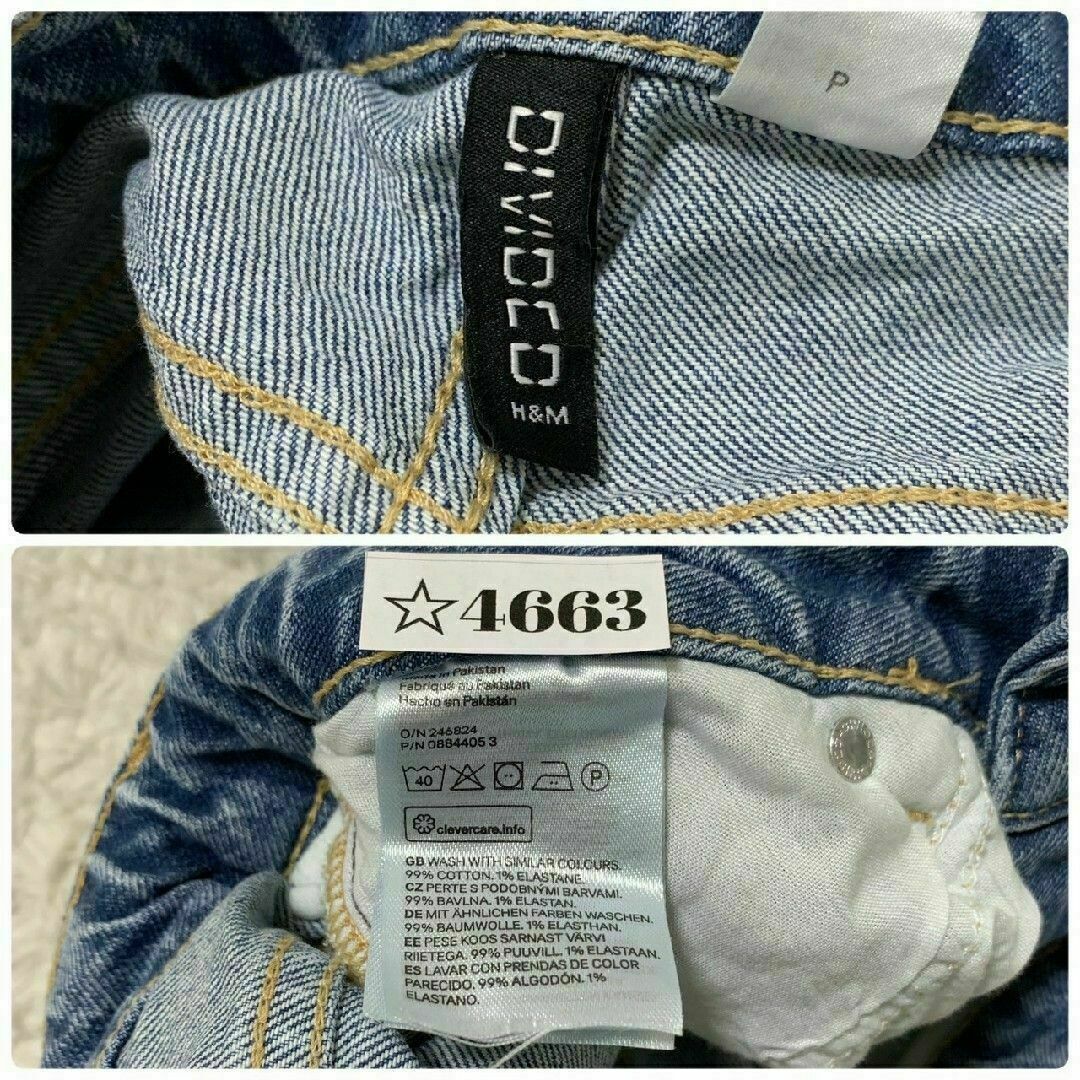 P
DIVIDED
H&M
☆4663
in Pakistan
Fabriqué au Pakistan
Hecho en Pakistán
O/N 246824
P/N 0884405 3
40
P
clevercare.info
GB WASH WITH SIMILAR COLOURS.
99% COTTON. 1% ELASTANE.
CZ PERTE S PODOBNÝMI BARVAMI.
99% BAVLNA. 1% ELASTAN.
DE MIT ÄHNLICHEN FARBEN WASCHEN.
99% BAUMWOLLE. 1% ELASTHAN.
EE PESE KOOS SARNAST VÄRVI
RIIETEGA. 99% PUUVILL. 1% ELASTAAN.
ES LAVAR CON PRENDAS DE COLOR
PARECIDO. 99% ALGODÓN. 1%
ELASTANO.